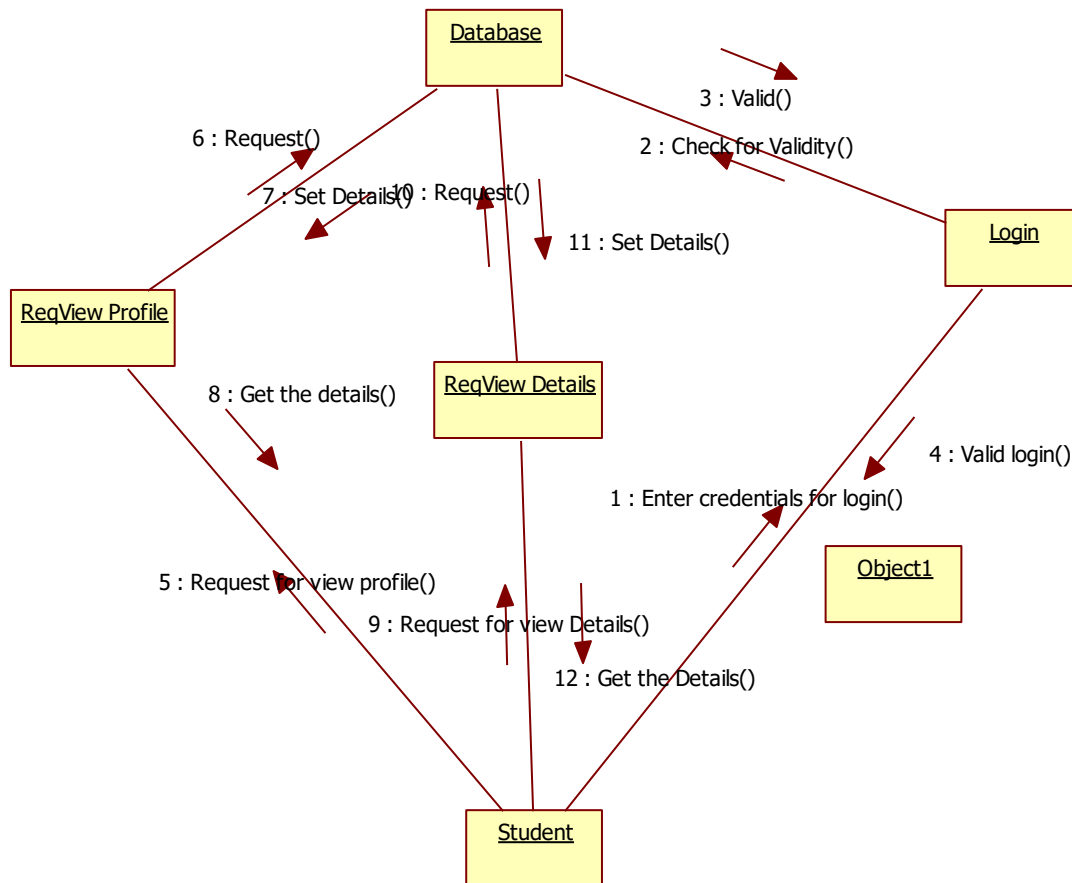 Database
3 : Valid()
6 : Request()
2 : Check for Validity()
7 : Set Details()
10 : Request()
11 : Set Details()
Login
ReqView Profile
ReqView Details
8 : Get the details()
4 : Valid login()
1 : Enter credentials for login()
Object1
5 : Request for view profile()
9 : Request for view Details()
12 : Get the Details()
Student